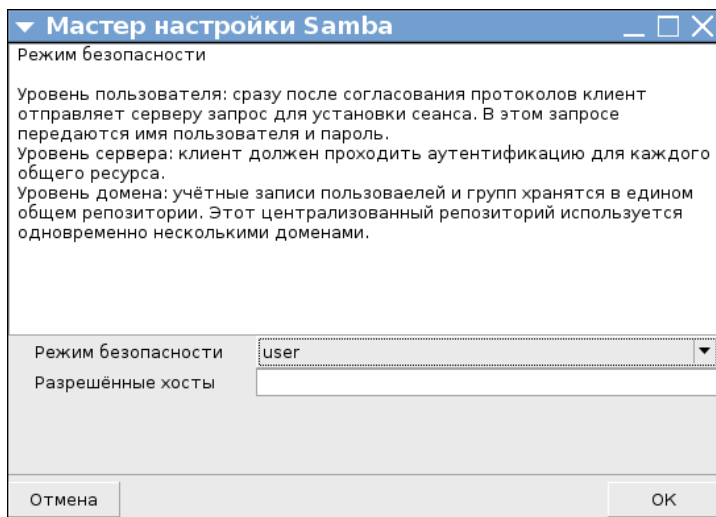 Мастер настройки Samba
Режим безопасности
Уровень пользователя: сразу после согласования протоколов клиент
отправляет серверу запрос для установки сеанса. В этом запросе
передаются имя пользователя и пароль.
Уровень сервера: клиент должен проходить аутентификацию для каждого
общего ресурса.
Уровень домена: учётные записи пользоваелей и групп хранятся в едином
общем репозитории. Этот централизованный репозиторий используется
одновременно несколькими доменами.
Режим безопасности user
Разрешённые хосты
Отмена OK